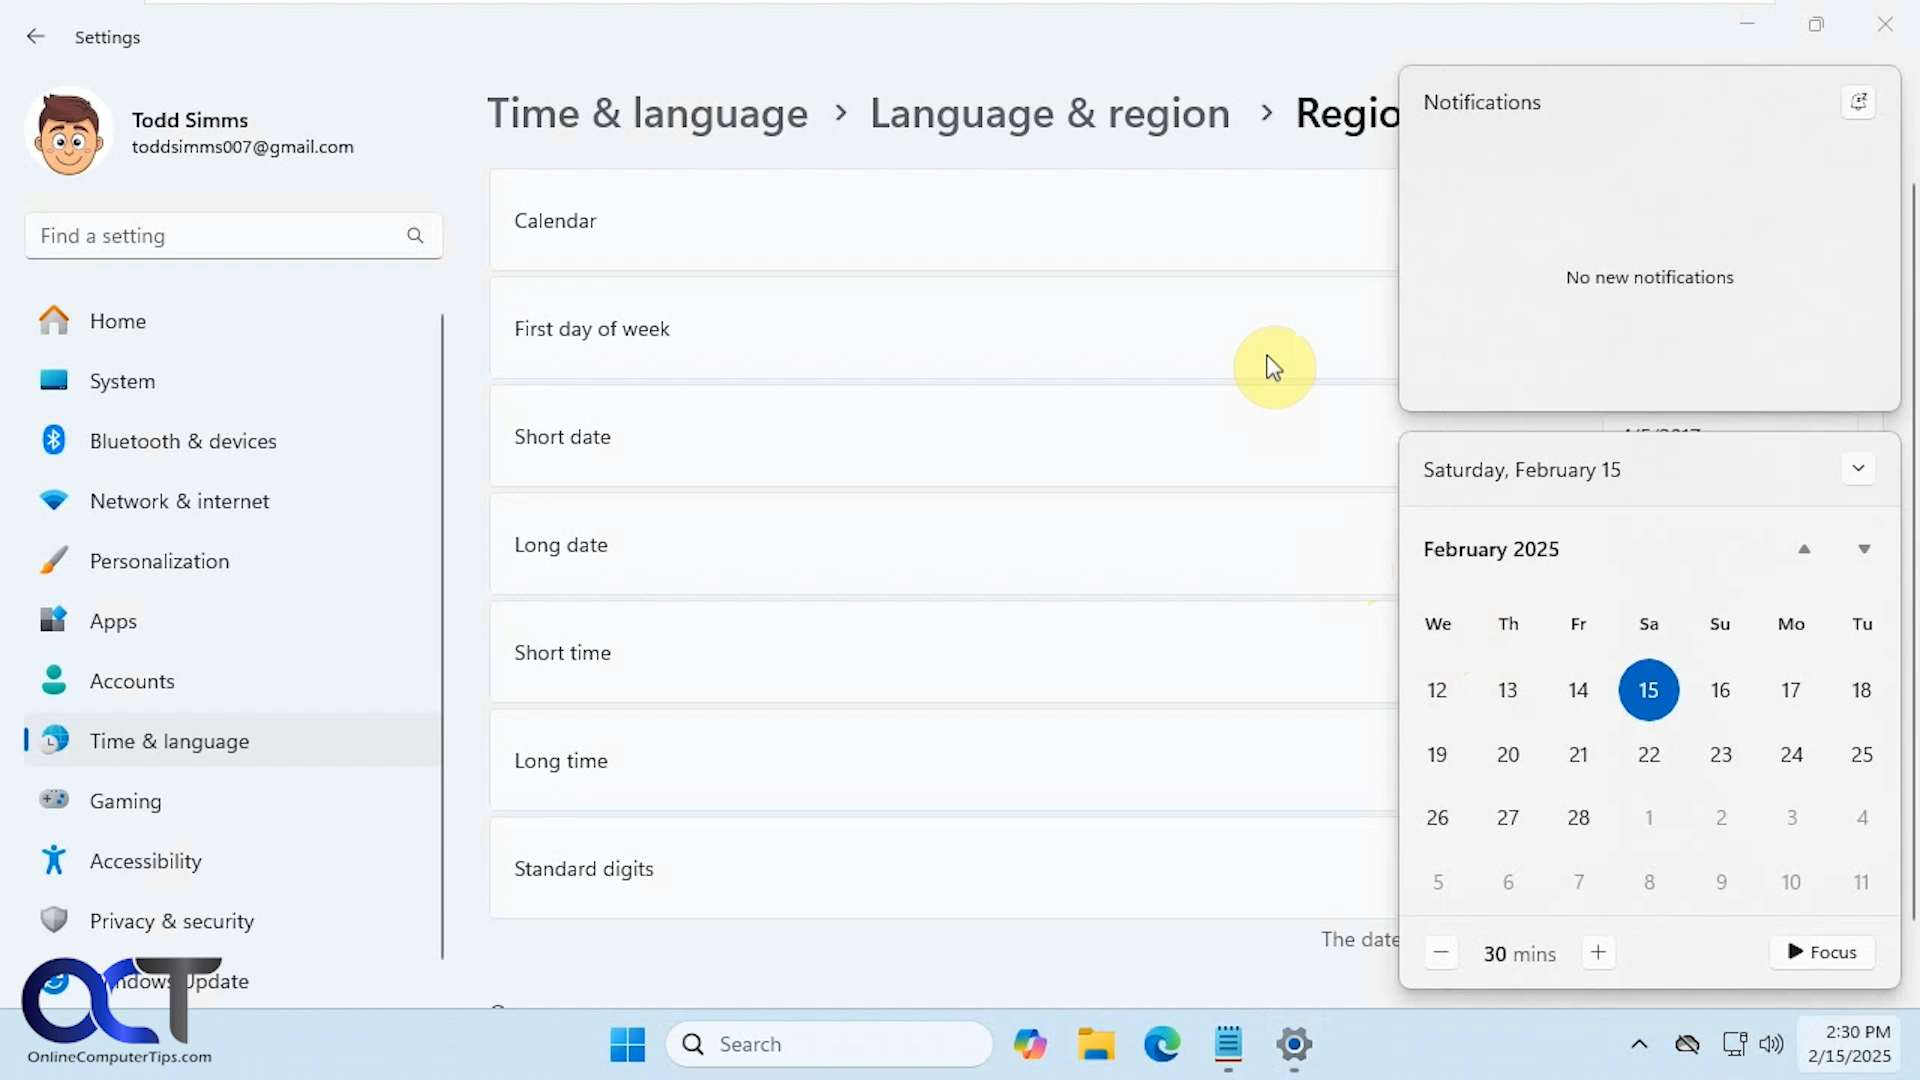 Settings
Todd Simms
toddsimms007@gmail.com
Find a setting
Home
System
Bluetooth & devices
Network & internet
Personalization
Apps
Accounts
Time & language
Gaming
Accessibility
Privacy & security
Update
OCT
OnlineComputerTips.com
Time & language > Language & region > Regio
Calendar
First day of week
Short date
Long date
Short time
Long time
Standard digits
The date
Notifications
No new notifications
Saturday, February 15
February 2025
We Th Fr Sa Su Mo Tu
12 13 14 15 16 17 18
19 20 21 22 23 24 25
26 27 28 1 2 3 4
5 6 7 8 9 10 11
30 mins
Focus
Search
2:30 PM
2/15/2025